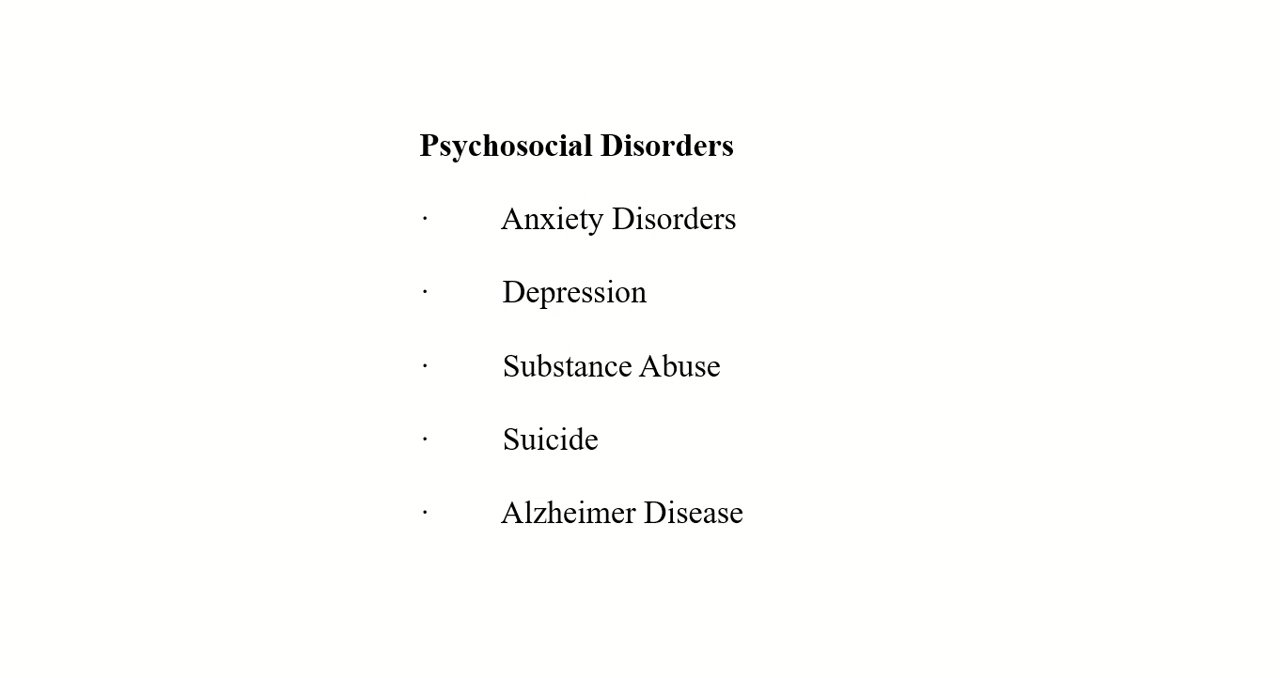 Psychosocial Disorders
· Anxiety Disorders
· Depression
· Substance Abuse
· Suicide
· Alzheimer Disease